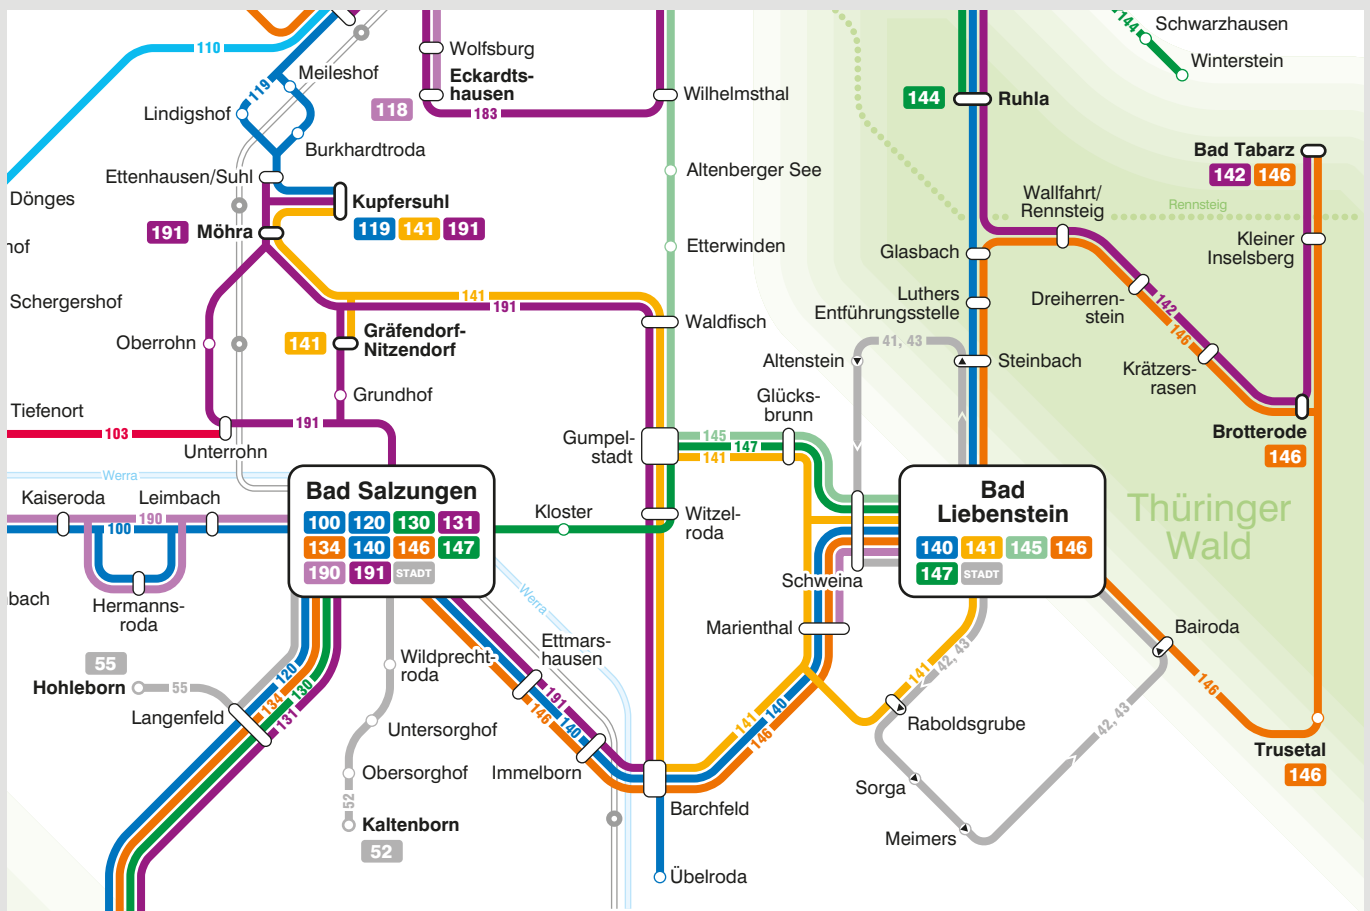 110
119
Meileshof
Lindigshof
Burkhardtroda
Ettenhausen/Suhl
Kupfersuhl
119 141 191
191 Möhra
Dönges
hof
Schergershof
Oberrohn
Tiefenort
103
Unterrohn
191
Wolfsburg
Eckardts-
hausen
118
183
Wilhelmsthal
Altenberger See
Etterwinden
141
191
Waldfisch
141
Gräfendorf-
Nitzendorf
Grundhof
144
Schwarzhausen
Winterstein
144
Ruhla
Bad Tabarz
142 146
Rennsteig
Wallfahrt/
Rennsteig
Kleiner
Inselsberg
Glasbach
Luthers
Entführungsstelle
Dreiherren-
stein
142
146
Krätzers-
rasen
Brotterode
146
41, 43
Altenstein
Steinbach
Glücks-
brunn
Gumpel-
stadt
145
147
141
Werra
Kaiseroda
Leimbach
190
100
Hermanns-
roda
lbach
Bad Salzungen
100 120 130 131
134 140 146 147
190 191 STADT
Kloster
Witzel-
roda
Werra
Bad
Liebenstein
140 141 145 146
147 STADT
Thüringer
Wald
Schweina
Marienthal
55
Hohleborn
55
Langenfeld
120
134
130
131
Wildprecht-
roda
Untersorghof
Obersorghof
52
Kaltenborn
52
Ettmars-
hausen
191
140
146
Immelborn
Barchfeld
Übelroda
141
140
146
141
42, 43
Raboldsgrube
Sorga
Meimers
42, 43
Bairoda
146
Trusetal
146